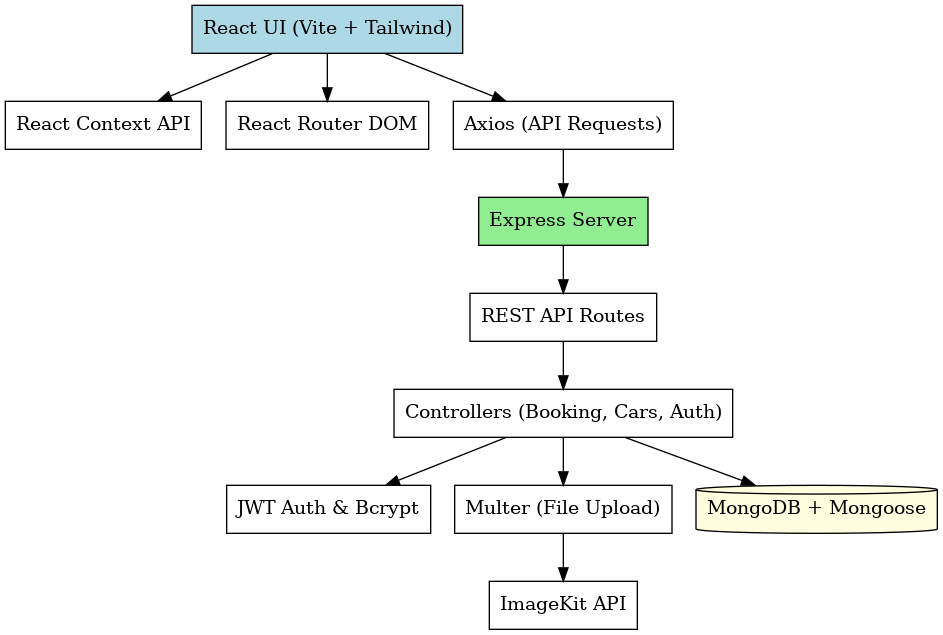 React UI (Vite + Tailwind)
React Context API
React Router DOM
Axios (API Requests)
Express Server
REST API Routes
Controllers (Booking, Cars, Auth)
JWT Auth & Bcrypt
Multer (File Upload)
MongoDB + Mongoose
ImageKit API